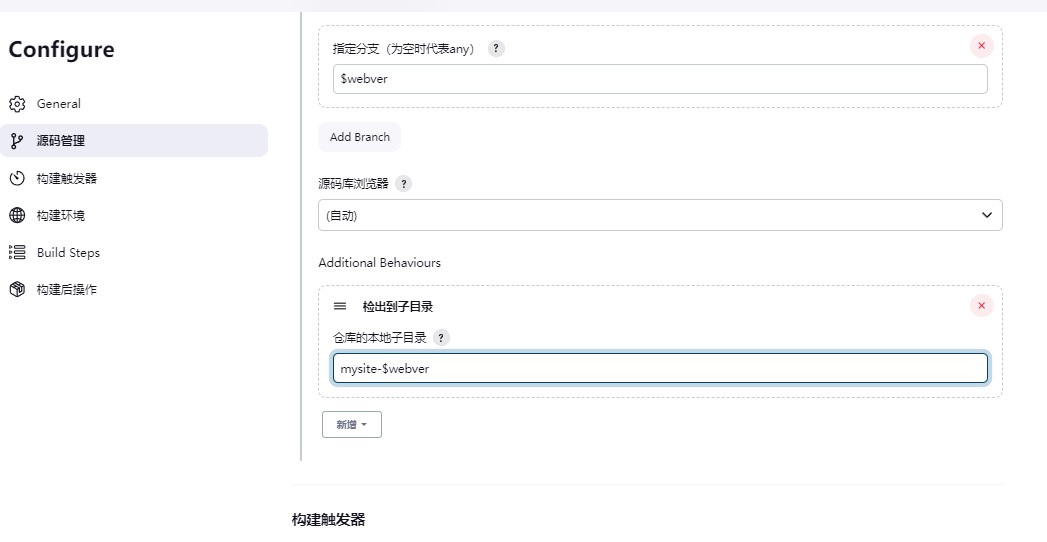 Configure
General
源码管理
构建触发器
构建环境
Build Steps
构建后操作
指定分支（为空时代表any） ?
$webver
Add Branch
源码库浏览器 ?
(自动)
Additional Behaviours
检出到子目录
仓库的本地子目录 ?
mysite-$webver
新增
构建触发器